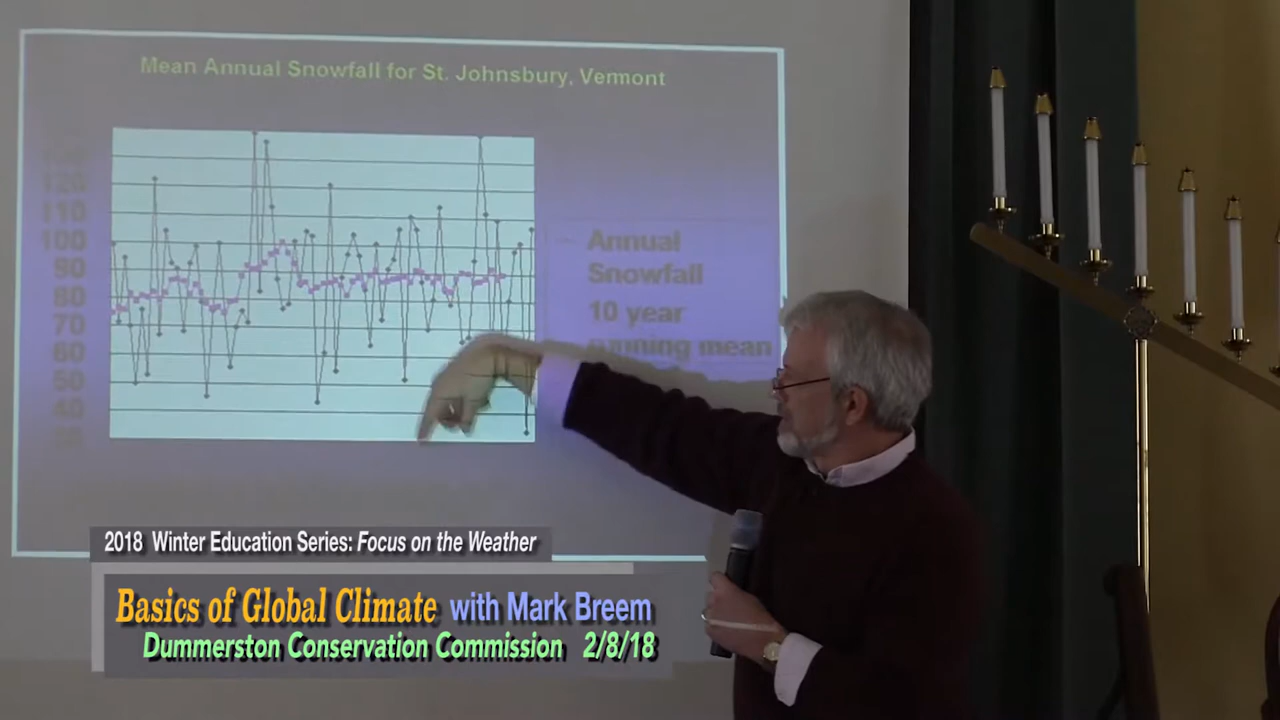 Mean Annual Snowfall for St. Johnsbury, Vermont
120
110
100
90
80
70
60
50
40
Annual
Snowfall
10 year
running mean
2018 Winter Education Series: Focus on the Weather
Basics of Global Climate with Mark Breem
Dummerston Conservation Commission 2/8/18